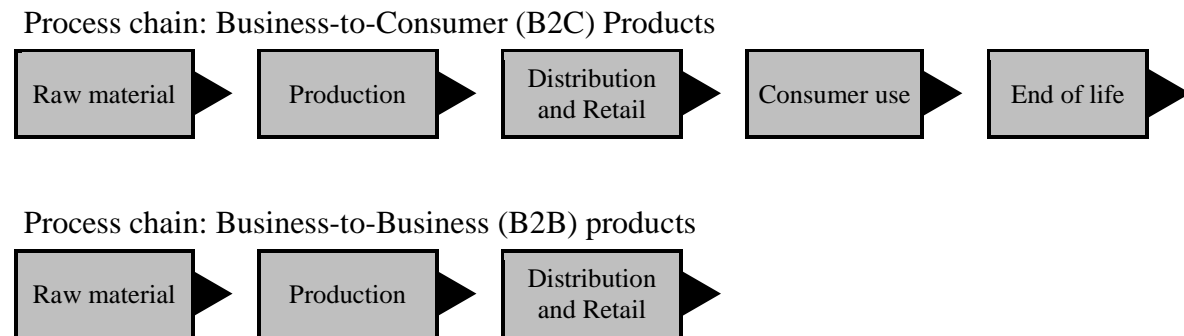 Process chain: Business-to-Consumer (B2C) Products
Raw material
Production
Distribution
and Retail
Consumer use
End of life
Process chain: Business-to-Business (B2B) products
Raw material
Production
Distribution
and Retail